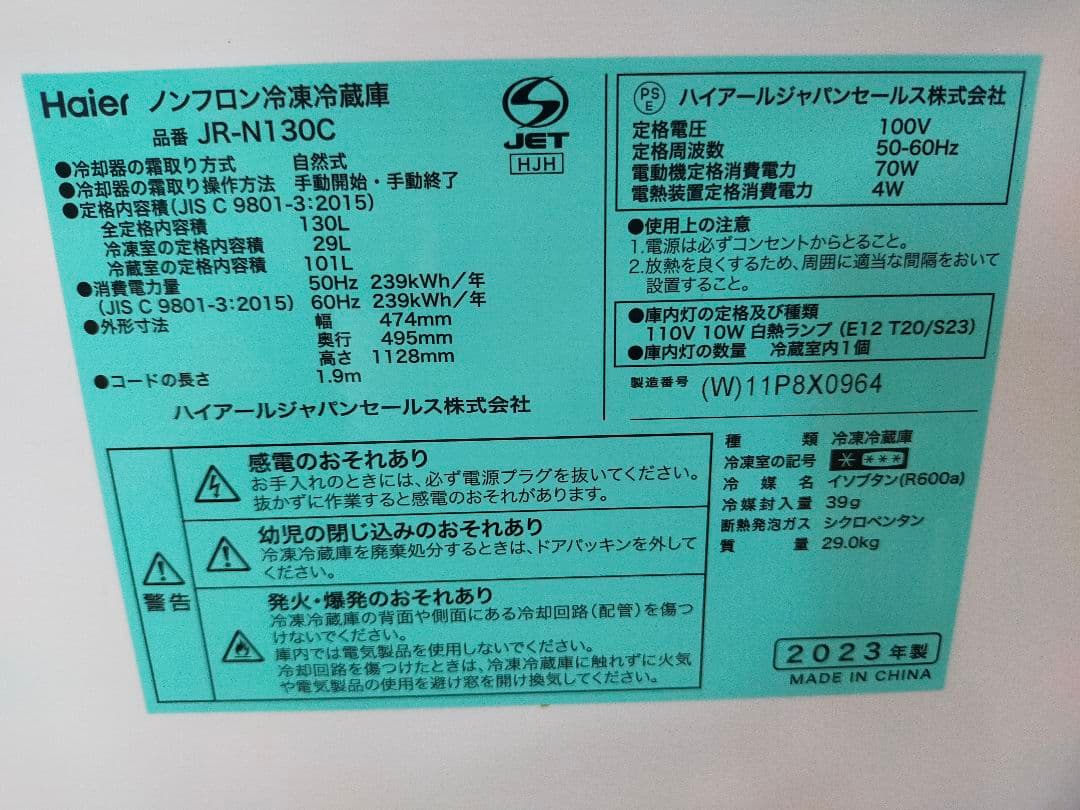 Haier ノンフロン冷凍冷蔵庫
品番 JR-N130C
●冷却器の霜取り方式 自然式
●冷却器の霜取り操作方法 手動開始・手動終了
●定格内容積(JIS C 9801-3:2015)
全定格内容積 130L
冷凍室の定格内容積 29L
冷蔵室の定格内容積 101L
●消費電力量 50Hz 239kWh/年
(JIS C 9801-3:2015) 60Hz 239kWh/年
●外形寸法 幅 474mm
奥行 495mm
高さ 1128mm
●コードの長さ 1.9m
ハイアールジャパンセールス株式会社
JET
HJH
PS
E
ハイアールジャパンセールス株式会社
定格電圧 100V
定格周波数 50-60Hz
電動機定格消費電力 70W
電熱装置定格消費電力 4W
●使用上の注意
1.電源は必ずコンセントからとること。
2.放熱を良くするため、周囲に適当な間隔をおいて
設置すること。
●庫内灯の定格及び種類
110V 10W 白熱ランプ (E12 T20/S23)
●庫内灯の数量 冷蔵室内1個
製造番号 (W)11P8X0964
警告
感電のおそれあり
お手入れのときには、必ず電源プラグを抜いてください。
抜かずに作業すると感電のおそれがあります。
幼児の閉じ込みのおそれあり
冷凍冷蔵庫を廃棄処分するときは、ドアパッキンを外して
ください。
発火・爆発のおそれあり
冷凍冷蔵庫の背面や側面にある冷却回路(配管)を傷つ
けないでください。
庫内では電気製品を使用しないでください。
冷却回路を傷つけたときは、冷凍冷蔵庫に触れずに火気
や電気製品の使用を避け窓を開け換気してください。
種類 冷凍冷蔵庫
冷凍室の記号 * ***
冷媒名 イソブタン(R600a)
冷媒封入量 39g
断熱発泡ガス シクロペンタン
質量 29.0kg
2023年製
MADE IN CHINA